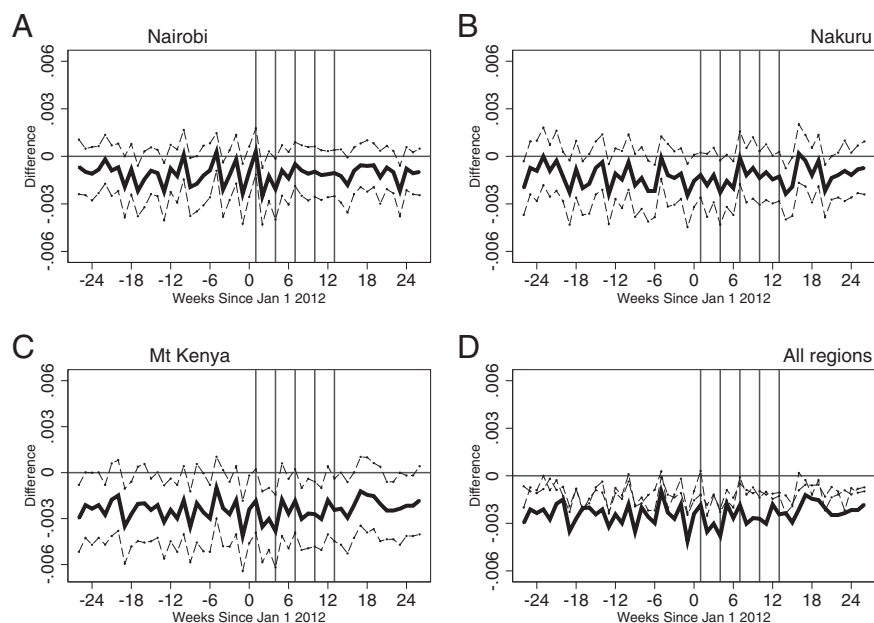 A
Nairobi
.006
.003
0
-.003
-.006
Difference
-24 -18 -12 -6 0 6 12 18 24
Weeks Since Jan 1 2012
B
Nakuru
.006
.003
0
-.003
-.006
Difference
-24 -18 -12 -6 0 6 12 18 24
Weeks Since Jan 1 2012
C
Mt Kenya
.006
.003
0
-.003
-.006
Difference
-24 -18 -12 -6 0 6 12 18 24
Weeks Since Jan 1 2012
D
All regions
.006
.003
0
-.003
-.006
Difference
-24 -18 -12 -6 0 6 12 18 24
Weeks Since Jan 1 2012